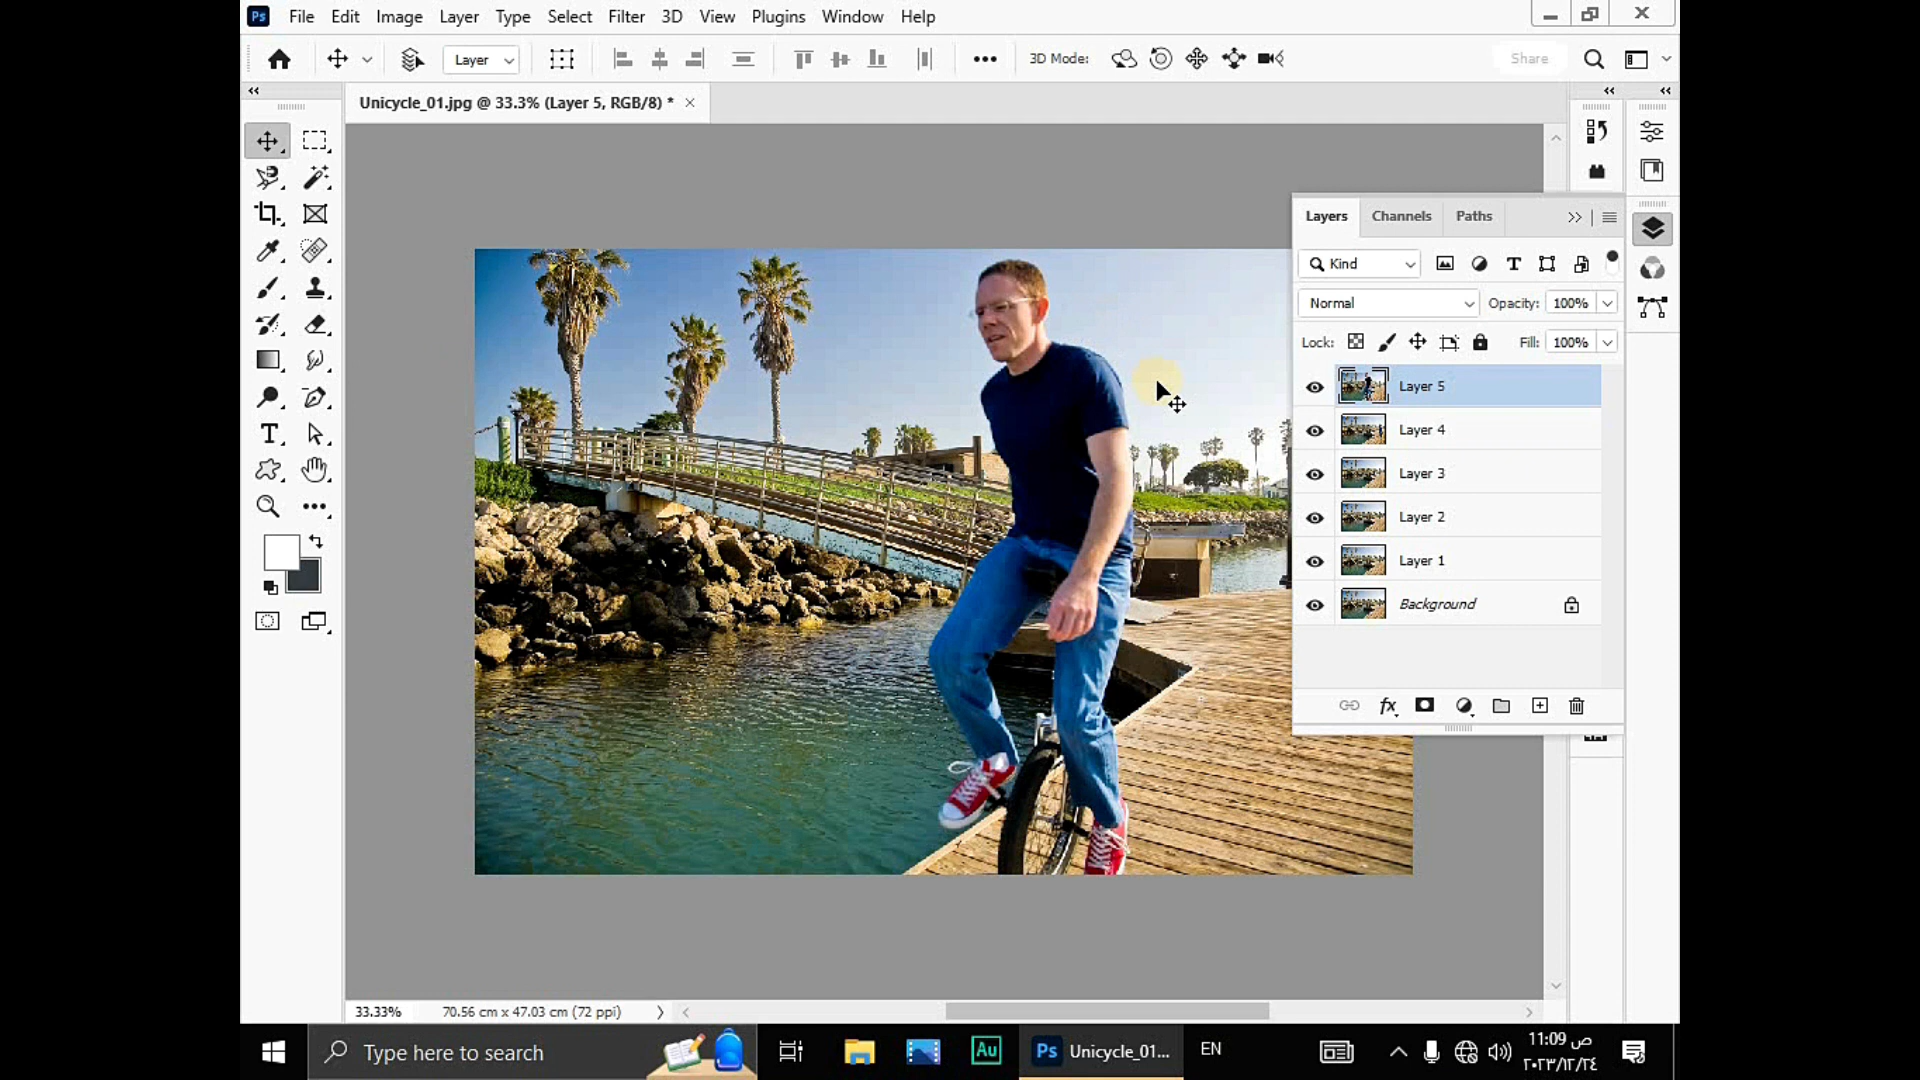 Ps File Edit Image Layer Type Select Filter 3D View Plugins Window Help
Layer 3D Mode: Share
Unicycle_01.jpg @ 33.3% (Layer 5, RGB/8) *
Layers Channels Paths
Kind
Normal Opacity: 100%
Lock: Fill: 100%
Layer 5
Layer 4
Layer 3
Layer 2
Layer 1
Background
fx
33.33% 70.56 cm x 47.03 cm (72 ppi)
Type here to search Au Ps Unicycle_01... EN
11:09 ص
٢٠٢٣/١٢/٢٤